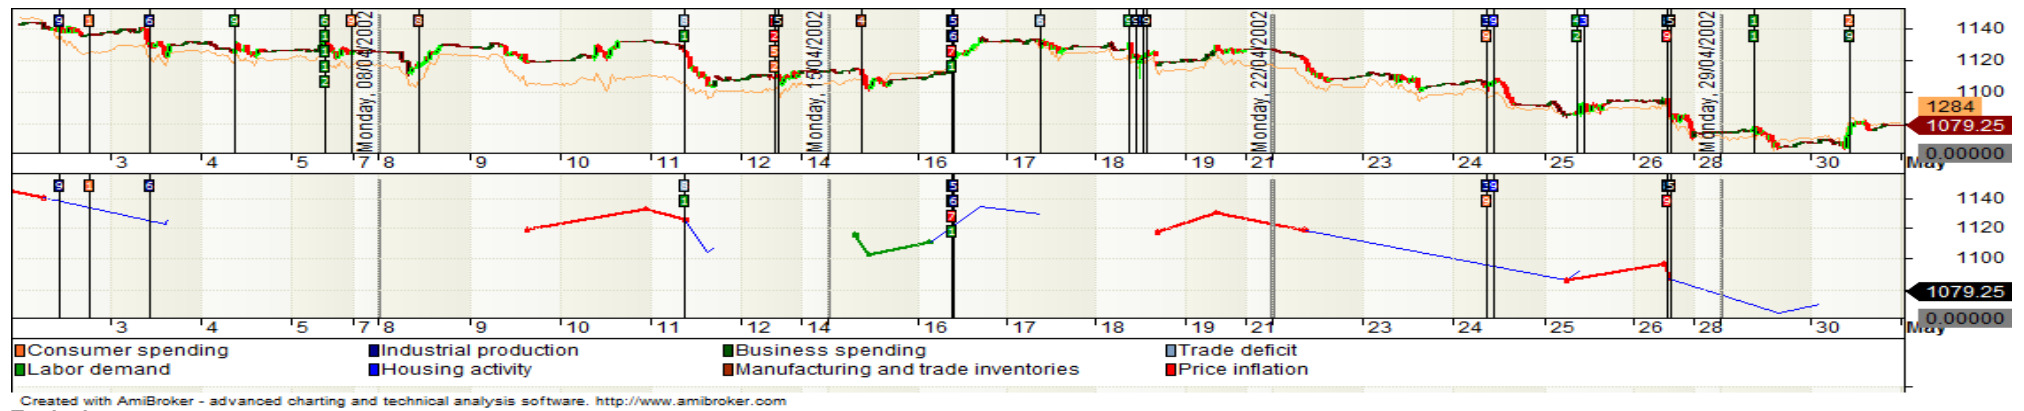 1140
1120
1100
1284
1079.25
0.00000
Monday, 08/04/2002
Monday, 15/04/2002
Monday, 22/04/2002
Monday, 29/04/2002
3 4 5 7 8 9 10 11 12 14 16 17 18 19 21 23 24 25 26 28 30 May
1140
1120
1100
1079.25
0.00000
3 4 5 7 8 9 10 11 12 14 16 17 18 19 21 23 24 25 26 28 30 May
Consumer spending Industrial production Business spending Trade deficit
Labor demand Housing activity Manufacturing and trade inventories Price inflation
Created with AmiBroker - advanced charting and technical analysis software. http://www.amibroker.com